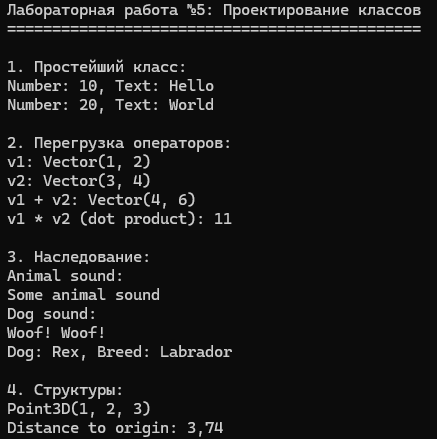 Лабораторная работа №5: Проектирование классов
==============================================
1. Простейший класс:
Number: 10, Text: Hello
Number: 20, Text: World
2. Перегрузка операторов:
v1: Vector(1, 2)
v2: Vector(3, 4)
v1 + v2: Vector(4, 6)
v1 * v2 (dot product): 11
3. Наследование:
Animal sound:
Some animal sound
Dog sound:
Woof! Woof!
Dog: Rex, Breed: Labrador
4. Структуры:
Point3D(1, 2, 3)
Distance to origin: 3,74